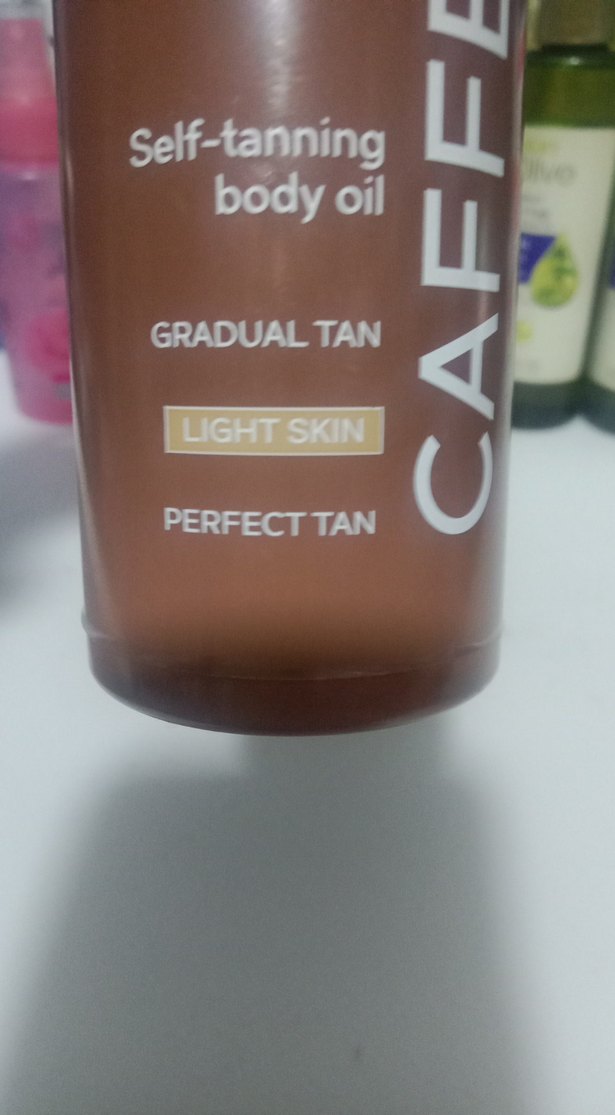 Self-tanning
body oil
GRADUAL TAN
LIGHT SKIN
PERFECT TAN
CAFFE